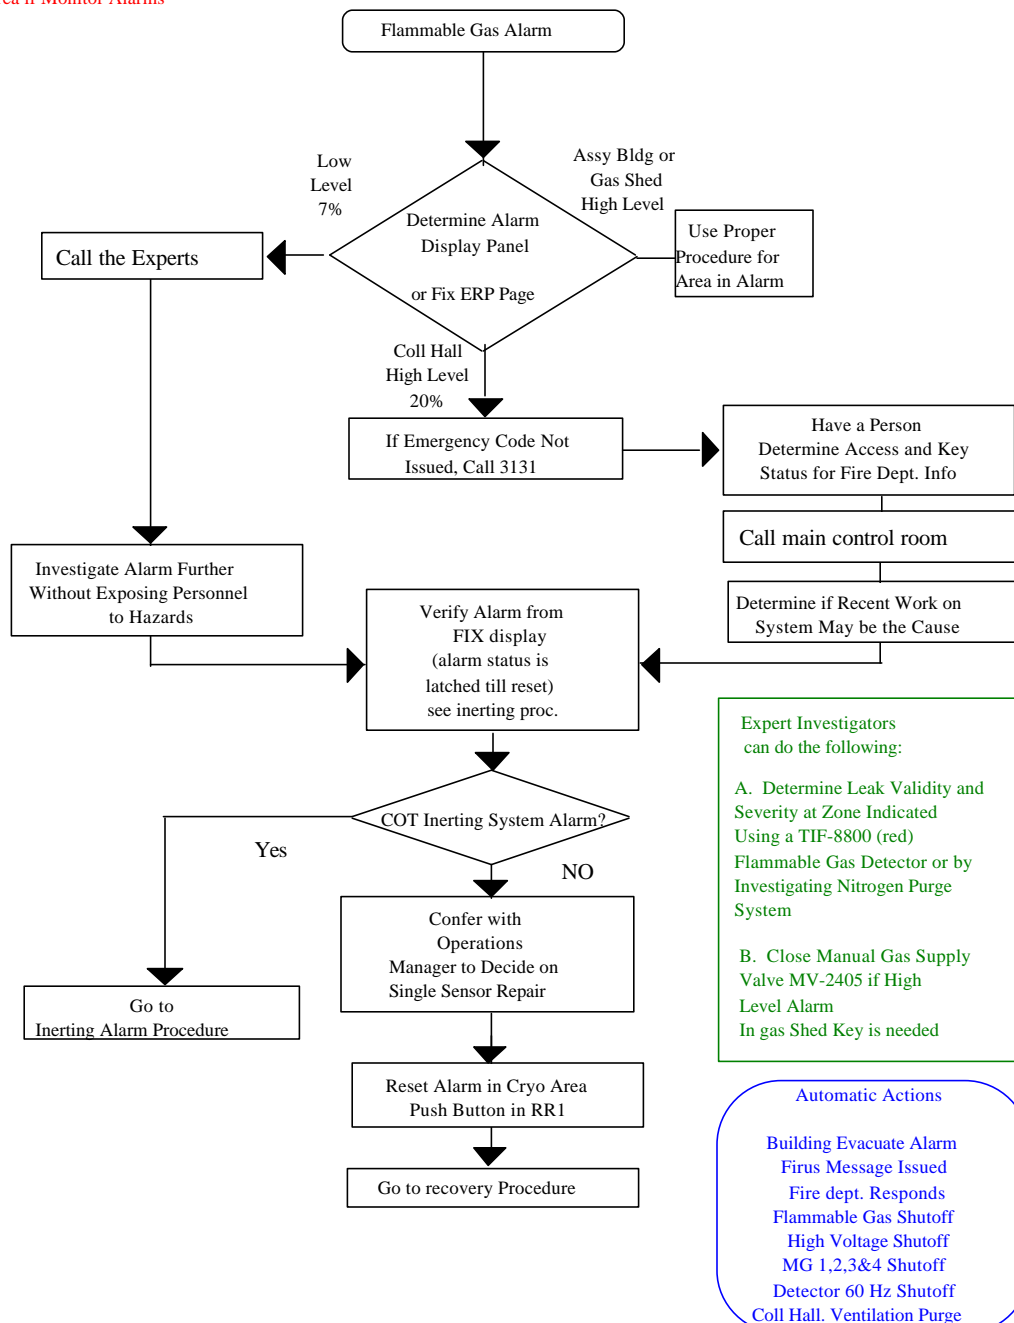 if Monitor Alarms
Flammable Gas Alarm
Low
Level
7%
Assy Bldg or
Gas Shed
High Level
Determine Alarm
Display Panel
or Fix ERP Page
Use Proper
Procedure for
Area in Alarm
Call the Experts
Coll Hall
High Level
20%
If Emergency Code Not
Issued, Call 3131
Have a Person
Determine Access and Key
Status for Fire Dept. Info
Call main control room
Determine if Recent Work on
System May be the Cause
Investigate Alarm Further
Without Exposing Personnel
to Hazards
Verify Alarm from
FIX display
(alarm status is
latched till reset)
see inerting proc.
COT Inerting System Alarm?
Yes
NO
Go to
Inerting Alarm Procedure
Confer with
Operations
Manager to Decide on
Single Sensor Repair
Reset Alarm in Cryo Area
Push Button in RR1
Go to recovery Procedure
Expert Investigators
can do the following:
A. Determine Leak Validity and
Severity at Zone Indicated
Using a TIF-8800 (red)
Flammable Gas Detector or by
Investigating Nitrogen Purge
System
B. Close Manual Gas Supply
Valve MV-2405 if High
Level Alarm
In gas Shed Key is needed
Automatic Actions
Building Evacuate Alarm
Firus Message Issued
Fire dept. Responds
Flammable Gas Shutoff
High Voltage Shutoff
MG 1,2,3&4 Shutoff
Detector 60 Hz Shutoff
Coll Hall. Ventilation Purge